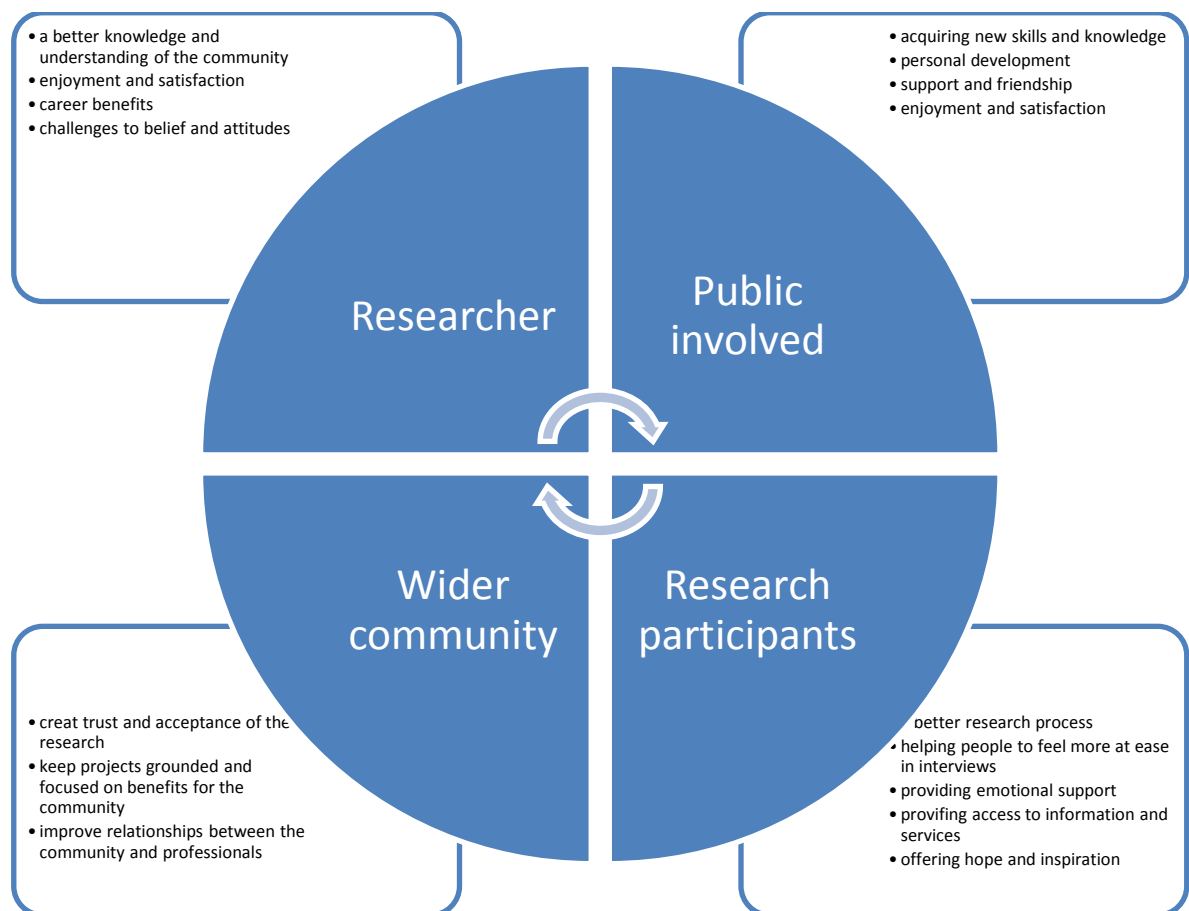 • a better knowledge and
understanding of the community
• enjoyment and satisfaction
• career benefits
• challenges to belief and attitudes
• acquiring new skills and knowledge
• personal development
• support and friendship
• enjoyment and satisfaction
Researcher
Public
involved
Wider
community
Research
participants
• creat trust and acceptance of the
research
• keep projects grounded and
focused on benefits for the
community
• improve relationships between the
community and professionals
better research process
• helping people to feel more at ease
in interviews
• providing emotional support
• provifing access to information and
services
• offering hope and inspiration